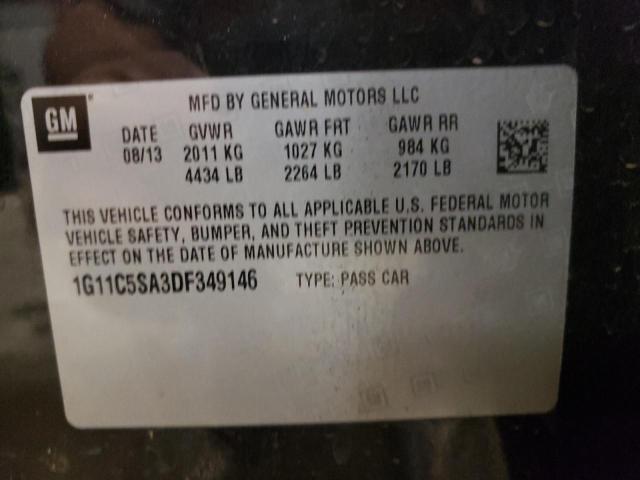 GM
MFD BY GENERAL MOTORS LLC
DATE GVWR GAWR FRT GAWR RR
08/13 2011 KG 1027 KG 984 KG
4434 LB 2264 LB 2170 LB
THIS VEHICLE CONFORMS TO ALL APPLICABLE U.S. FEDERAL MOTOR
VEHICLE SAFETY, BUMPER, AND THEFT PREVENTION STANDARDS IN
EFFECT ON THE DATE OF MANUFACTURE SHOWN ABOVE.
1G11C5SA3DF349146 TYPE: PASS CAR